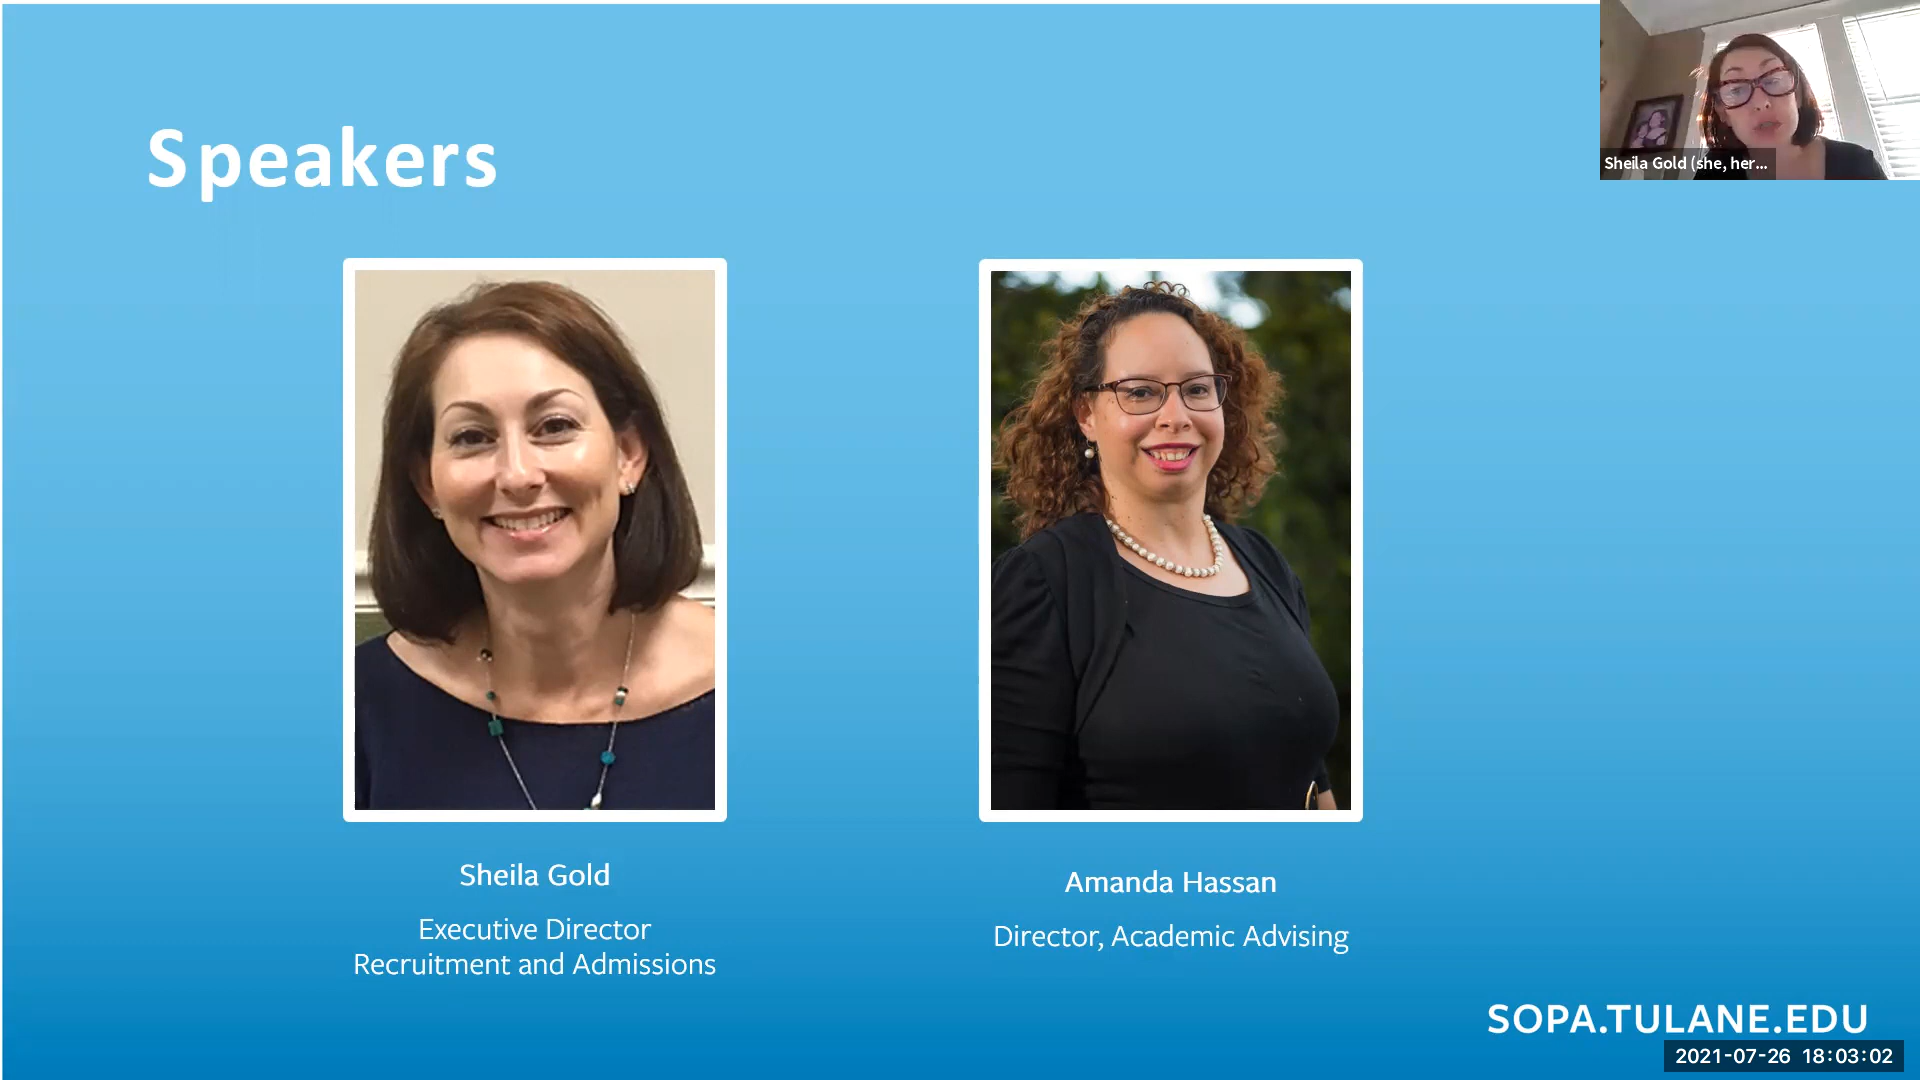 Speakers
Sheila Gold (she, her...
Sheila Gold
Executive Director
Recruitment and Admissions
Amanda Hassan
Director, Academic Advising
SOPA.TULANE.EDU
2021-07-26 18:03:02